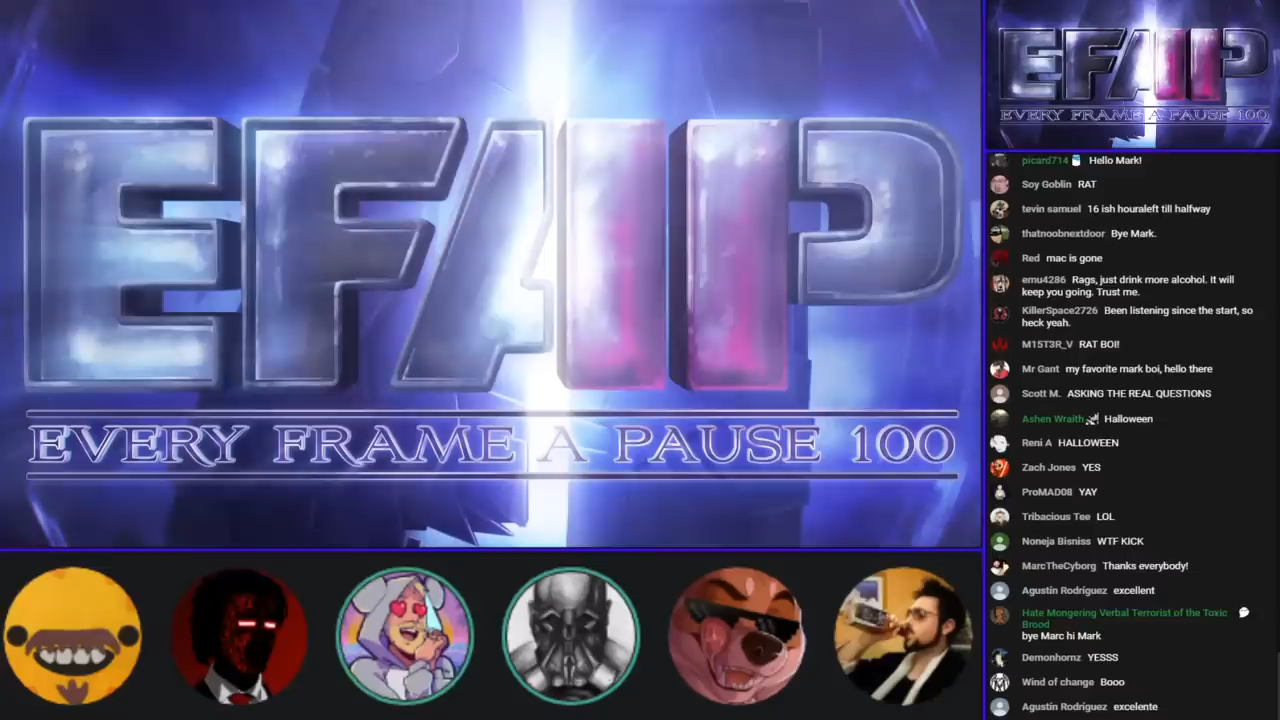 EFAP
EVERY FRAME A PAUSE 100
EFAP
EVERY FRAME A PAUSE 100
picard714 Hello Mark!
Soy Goblin RAT
tevin samuel 16 ish houraleft till halfway
thatnoobnextdoor Bye Mark.
Red mac is gone
emu4286 Rags, just drink more alcohol. It will
keep you going. Trust me.
KillerSpace2726 Been listening since the start, so
heck yeah.
M15T3R_V RAT BOI!
Mr Gant my favorite mark boi, hello there
Scott M. ASKING THE REAL QUESTIONS
Ashen Wraith Halloween
Reni A HALLOWEEN
Zach Jones YES
ProMAD08 YAY
Tribacious Tee LOL
Noneja Bisniss WTF KICK
MarcTheCyborg Thanks everybody!
Agustín Rodríguez excellent
Hate Mongering Verbal Terrorist of the Toxic
Brood
bye Marc hi Mark
Demonhornz YESSS
Wind of change Booo
Agustín Rodríguez excelente